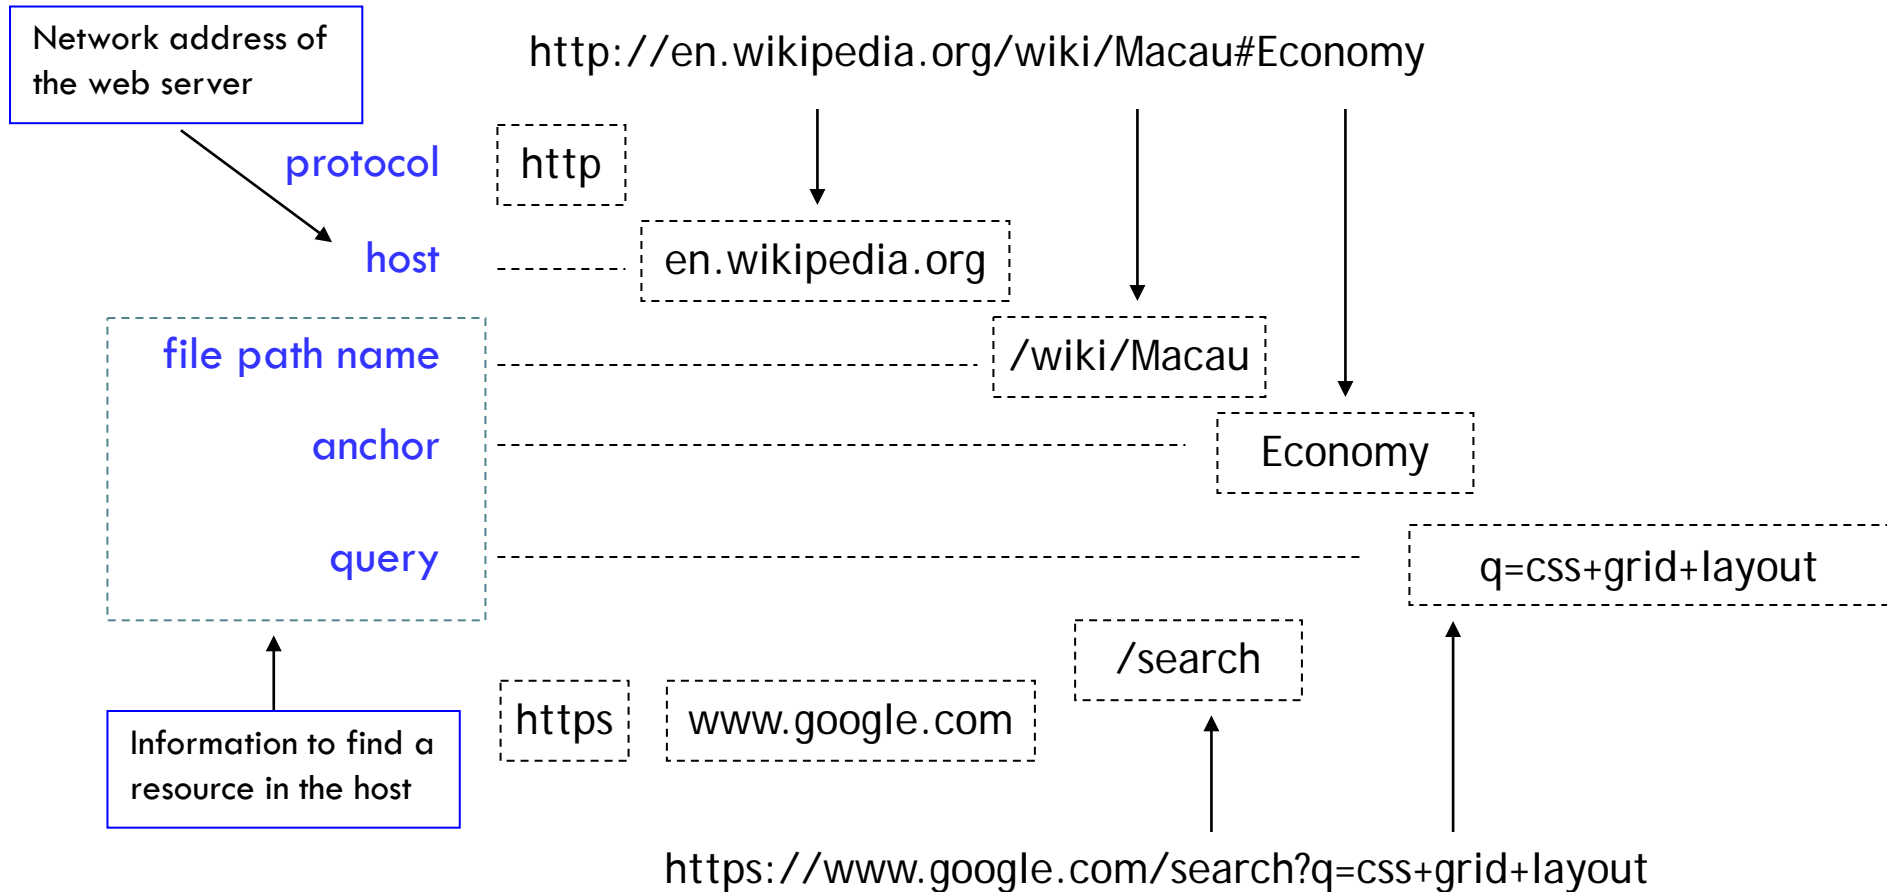 Network address of
the web server
http://en.wikipedia.org/wiki/Macau#Economy
protocol
http
host
en.wikipedia.org
file path name
/wiki/Macau
anchor
Economy
query
q=css+grid+layout
/search
https
www.google.com
Information to find a
resource in the host
https://www.google.com/search?q=css+grid+layout